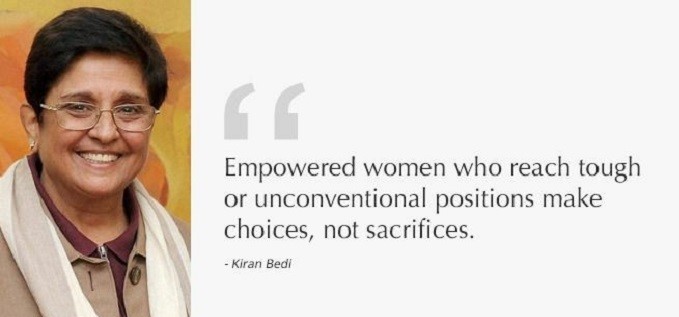 Empowered women who reach tough
or unconventional positions make
choices, not sacrifices.
- Kiran Bedi